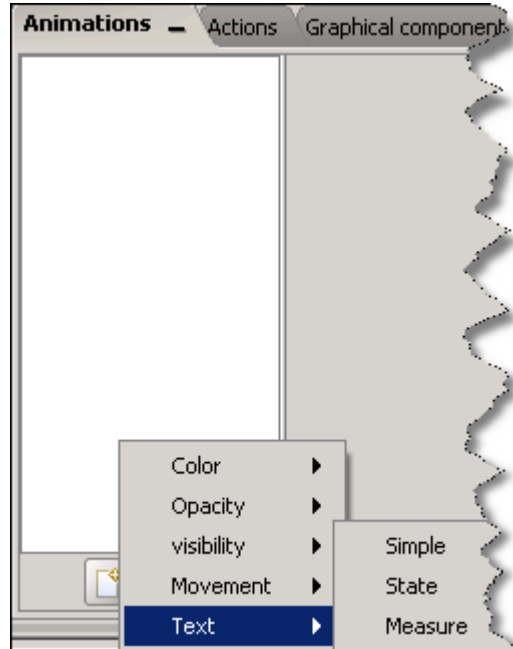 Animations Actions Graphical component
Color
Opacity
visibility
Simple
Movement
State
Text
Measure